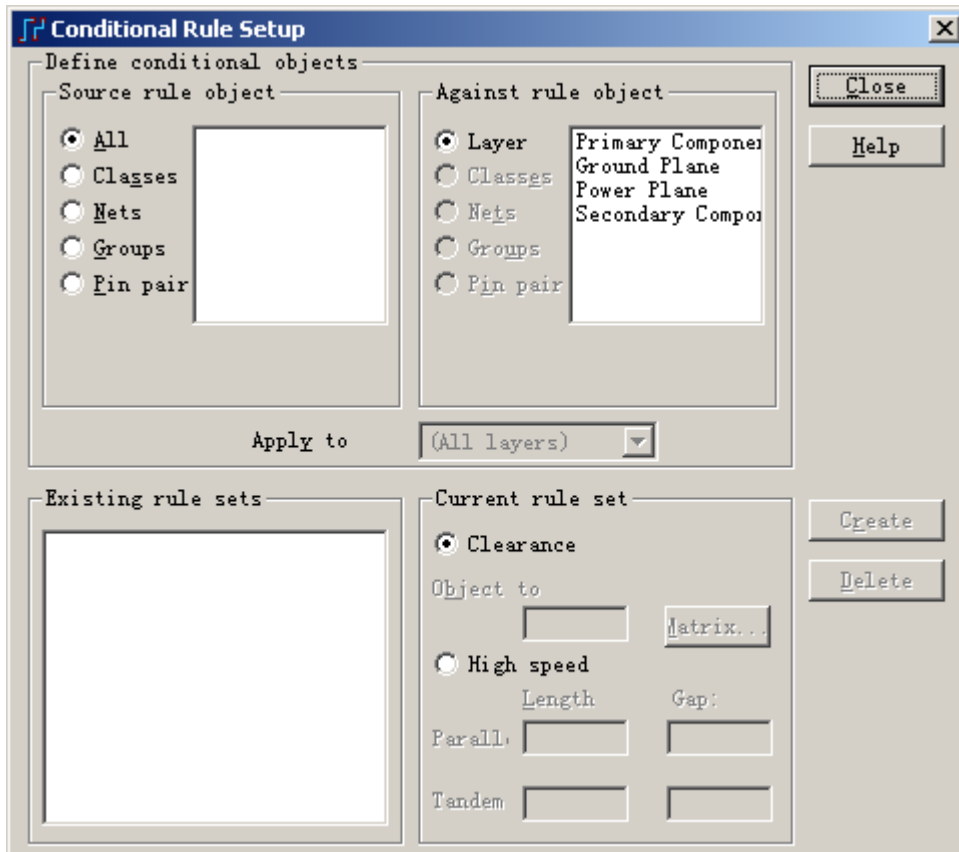 Conditional Rule Setup
Define conditional objects
Source rule object
All
Classes
Nets
Groups
Pin pair
Against rule object
Layer
Classes
Nets
Groups
Pin pair
Primary Componen
Ground Plane
Power Plane
Secondary Compo
Apply to
(All layers)
Close
Help
Existing rule sets
Current rule set
Clearance
Object to
Matrix...
High speed
Length Gap:
Parall
Tandem
Create
Delete